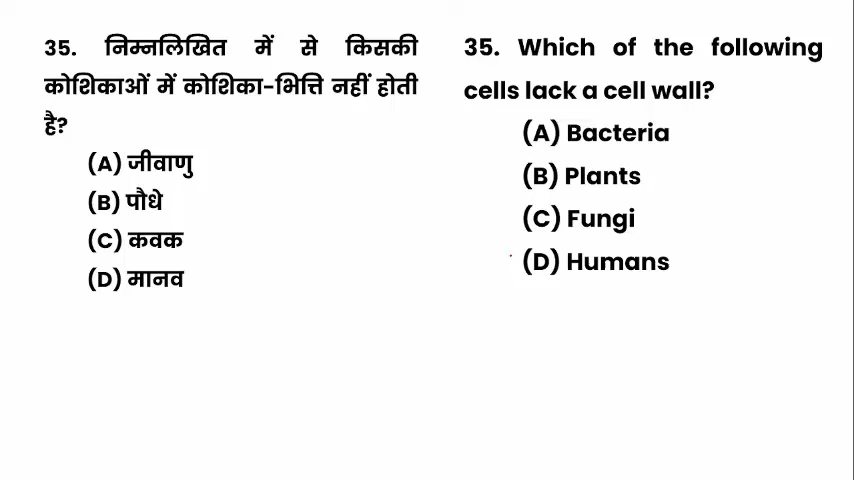 35. निम्नलिखित में से किसकी
कोशिकाओं में कोशिका-भित्ति नहीं होती
है?
(A) जीवाणु
(B) पौधे
(C) कवक
(D) मानव
35. Which of the following
cells lack a cell wall?
(A) Bacteria
(B) Plants
(C) Fungi
(D) Humans